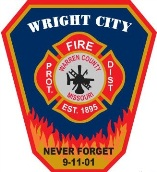 WRIGHT CITY
FIRE
PROT.
DIST
WARREN COUNTY
MISSOURI
EST. 1895
NEVER FORGET
9-11-01